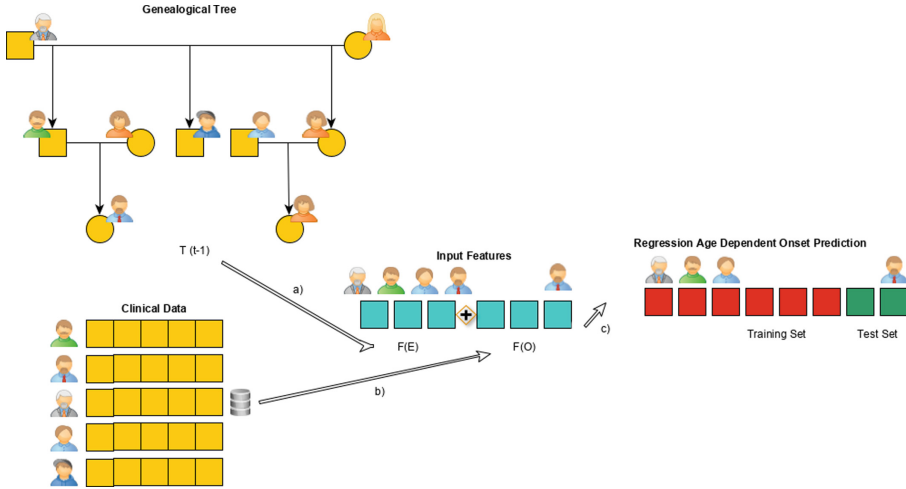 Genealogical Tree
T (t-1)
a)
Input Features
Regression Age Dependent Onset Prediction
Clinical Data
F(E)
F(O)
c)
Training Set
Test Set
b)